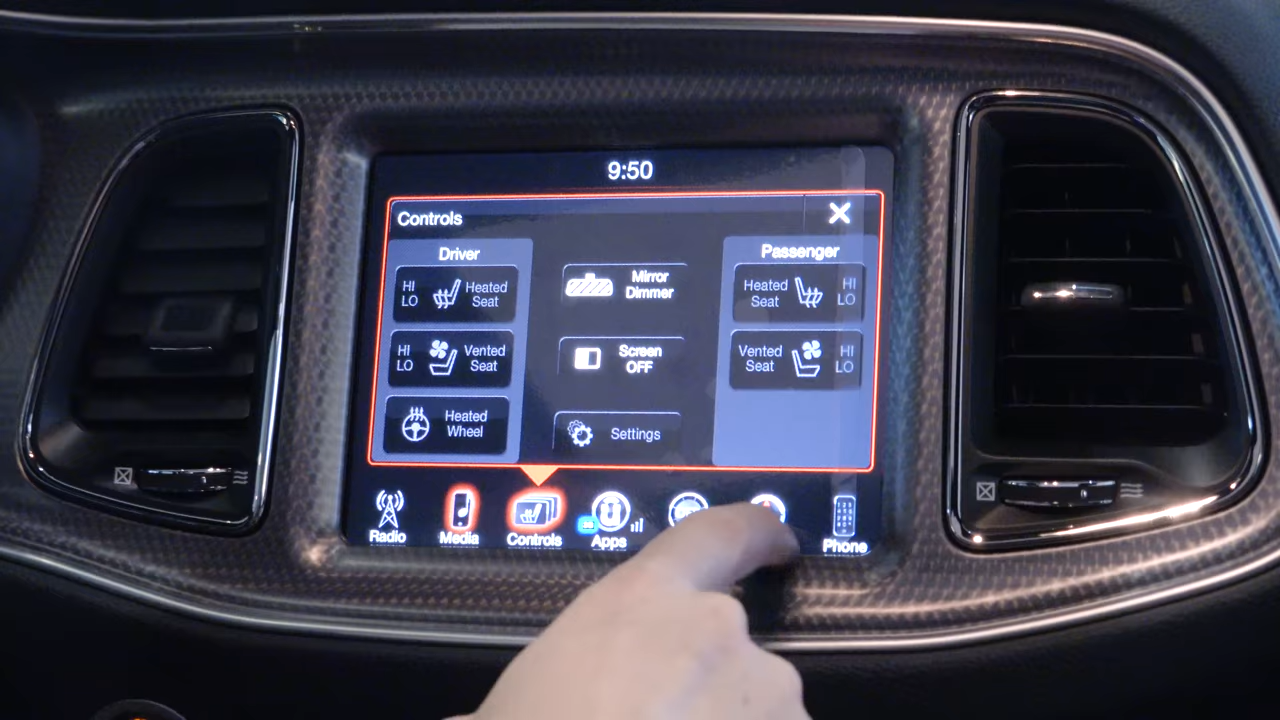 9:50
Controls
Driver
HI
LO
Heated
Seat
HI
LO
Vented
Seat
Heated
Wheel
Mirror
Dimmer
Screen
OFF
Settings
Passenger
Heated
Seat
HI
LO
Vented
Seat
HI
LO
Radio
Media
Controls
Apps
Phone